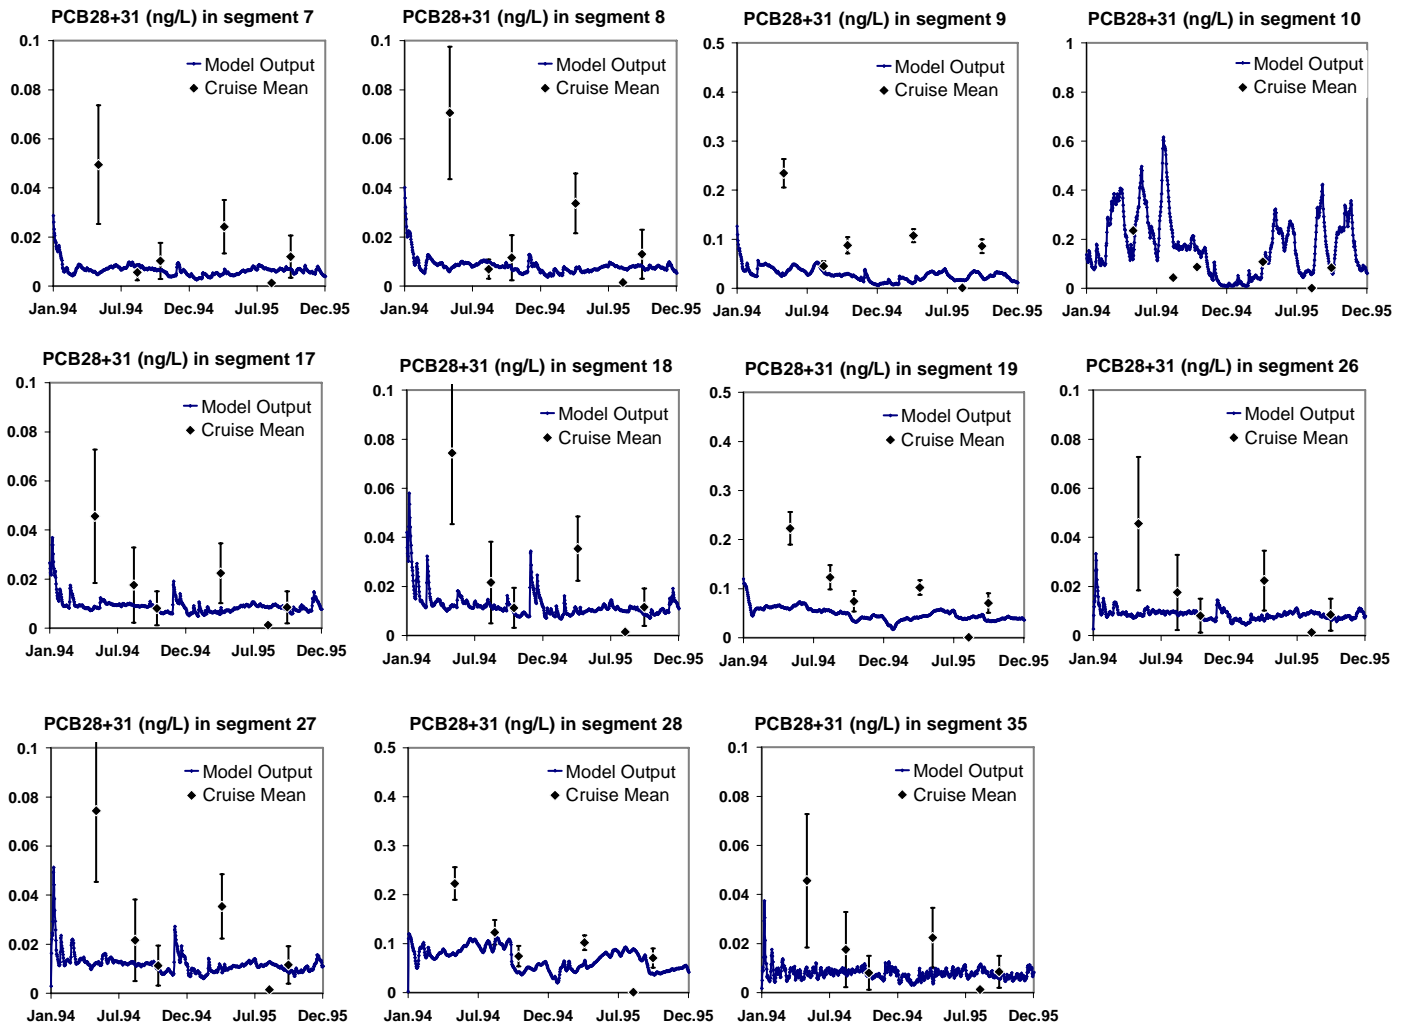 PCB28+31 (ng/L) in segment 7
0.1
0.08
0.06
0.04
0.02
0
Model Output
Cruise Mean
Jan.94 Jul.94 Dec.94 Jul.95 Dec.95
PCB28+31 (ng/L) in segment 8
0.1
0.08
0.06
0.04
0.02
0
Model Output
Cruise Mean
Jan.94 Jul.94 Dec.94 Jul.95 Dec.95
PCB28+31 (ng/L) in segment 9
0.5
0.4
0.3
0.2
0.1
0
Model Output
Cruise Mean
Jan.94 Jul.94 Dec.94 Jul.95 Dec.95
PCB28+31 (ng/L) in segment 10
1
0.8
0.6
0.4
0.2
0
Model Output
Cruise Mean
Jan.94 Jul.94 Dec.94 Jul.95 Dec.95
PCB28+31 (ng/L) in segment 17
0.1
0.08
0.06
0.04
0.02
0
Model Output
Cruise Mean
Jan.94 Jul.94 Dec.94 Jul.95 Dec.95
PCB28+31 (ng/L) in segment 18
0.1
0.08
0.06
0.04
0.02
0
Model Output
Cruise Mean
Jan.94 Jul.94 Dec.94 Jul.95 Dec.95
PCB28+31 (ng/L) in segment 19
0.5
0.4
0.3
0.2
0.1
0
Model Output
Cruise Mean
Jan.94 Jul.94 Dec.94 Jul.95 Dec.95
PCB28+31 (ng/L) in segment 26
0.1
0.08
0.06
0.04
0.02
0
Model Output
Cruise Mean
Jan.94 Jul.94 Dec.94 Jul.95 Dec.95
PCB28+31 (ng/L) in segment 27
0.1
0.08
0.06
0.04
0.02
0
Model Output
Cruise Mean
Jan.94 Jul.94 Dec.94 Jul.95 Dec.95
PCB28+31 (ng/L) in segment 28
0.5
0.4
0.3
0.2
0.1
0
Model Output
Cruise Mean
Jan.94 Jul.94 Dec.94 Jul.95 Dec.95
PCB28+31 (ng/L) in segment 35
0.1
0.08
0.06
0.04
0.02
0
Model Output
Cruise Mean
Jan.94 Jul.94 Dec.94 Jul.95 Dec.95